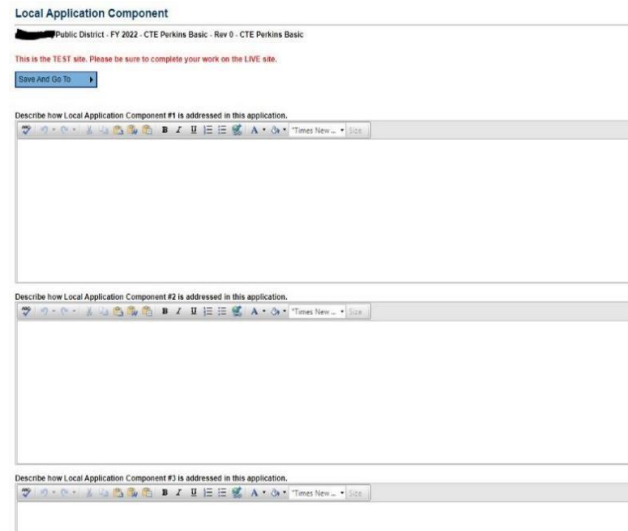 Local Application Component
Public District - FY 2022 - CTE Perkins Basic - Rev 0 - CTE Perkins Basic
This is the TEST site. Please be sure to complete your work on the LIVE site.
Save And Go To
Describe how Local Application Component #1 is addressed in this application.
B I U A "Times New ... Size
Describe how Local Application Component #2 is addressed in this application.
B I U A "Times New ... Size
Describe how Local Application Component #3 is addressed in this application.
B I U A "Times New ... Size